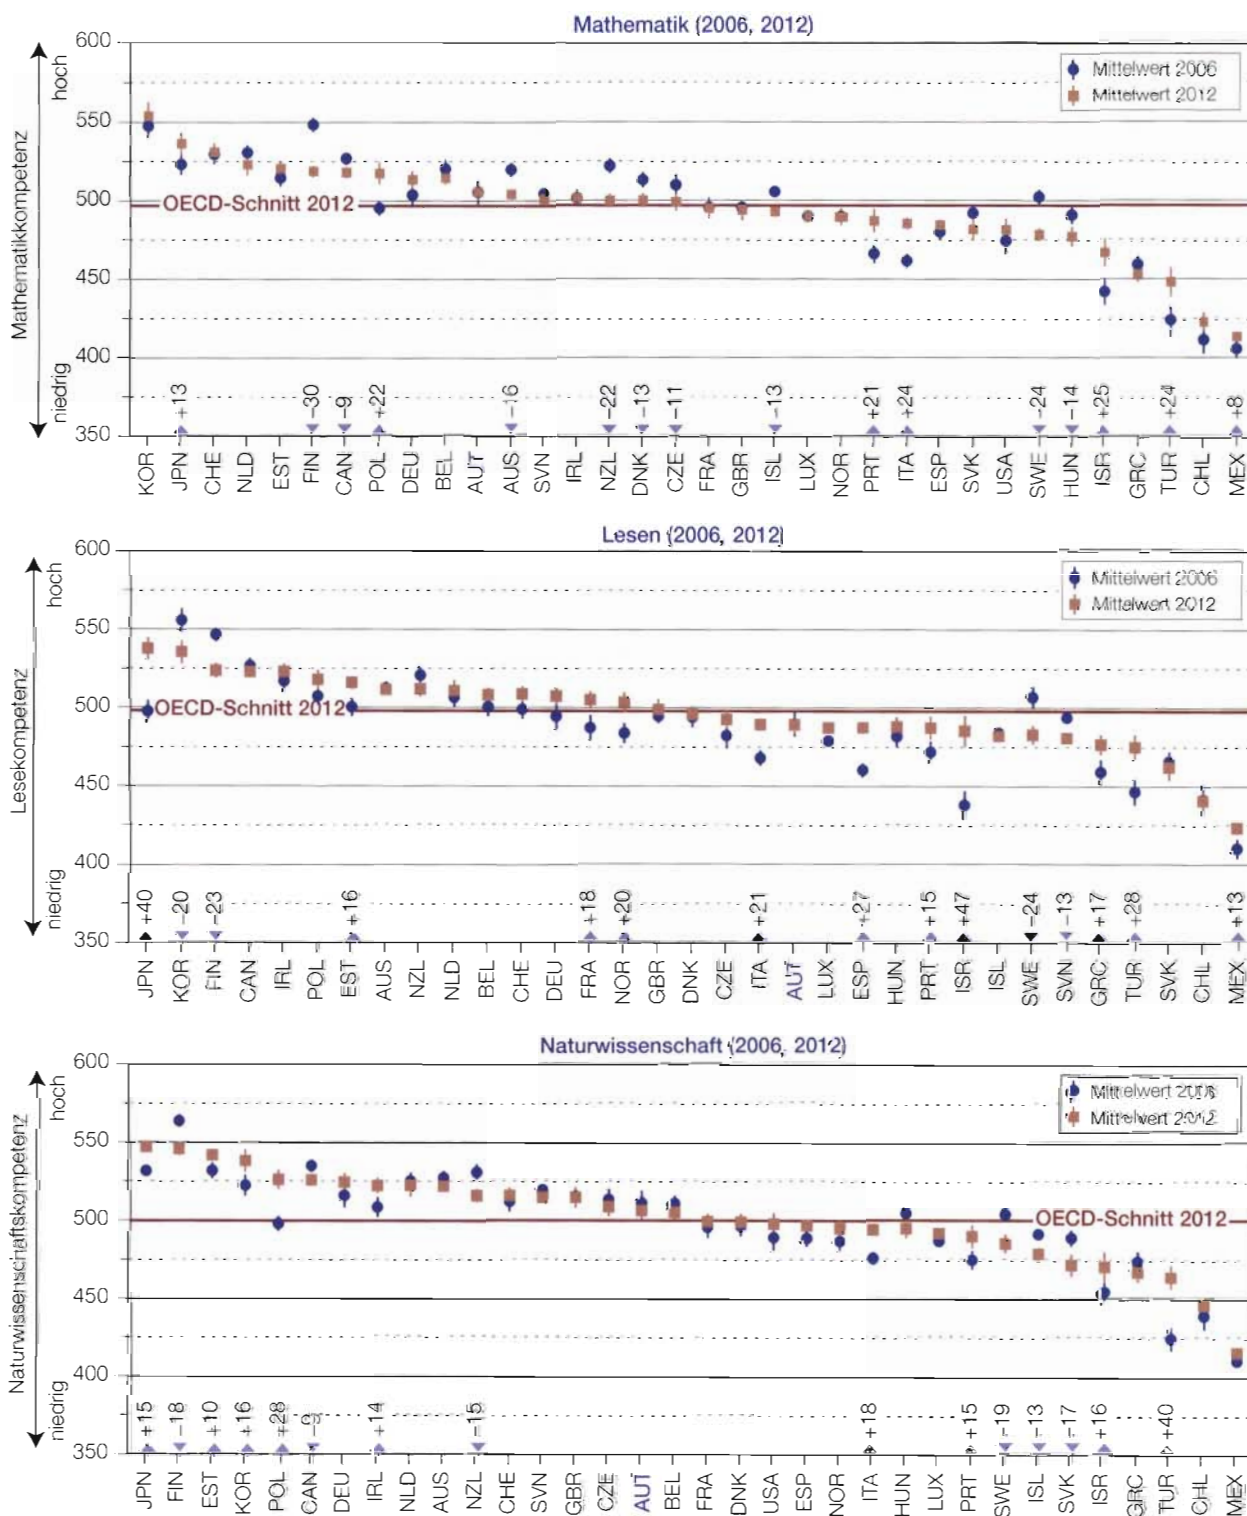 Mathematik (2006, 2012)
Mittelwert 2006
Mittelwert 2012
Mathematikkompetenz
hoch
niedrig
600
550
500
450
400
350
OECD-Schnitt 2012
+13 −30 −9 +22 −16 −22 −13 −11 −13 +21 +24 −24 −14 +25 +24 +8
KOR JPN CHE NLD EST FIN CAN POL DEU BEL AUT AUS SVN IRL NZL DNK CZE FRA GBR ISL LUX NOR PRT ITA ESP SVK USA SWE HUN ISR GRC TUR CHL MEX
Lesen (2006, 2012)
Mittelwert 2006
Mittelwert 2012
Lesekompetenz
hoch
niedrig
600
550
500
450
400
350
OECD-Schnitt 2012
+40 −20 −23 +16 +18 +20 +21 +27 +15 +47 −24 −13 +17 +28 +13
JPN KOR FIN CAN IRL POL EST AUS NZL NLD BEL CHE DEU FRA NOR GBR DNK CZE ITA AUT LUX ESP HUN PRT ISR ISL SWE SVN GRC TUR SVK CHL MEX
Naturwissenschaft (2006, 2012)
Mittelwert 2006
Mittelwert 2012
Naturwissenschaftskompetenz
hoch
niedrig
600
550
500
450
400
350
OECD-Schnitt 2012
+15 −18 +10 +16 +28 −9 +14 −15 +18 +15 −19 −13 −17 +16 +40
JPN FIN EST KOR POL CAN DEU IRL NLD AUS NZL CHE SVN GBR CZE AUT BEL FRA DNK USA ESP NOR ITA HUN LUX PRT SWE ISL SVK ISR GRC TUR CHL MEX